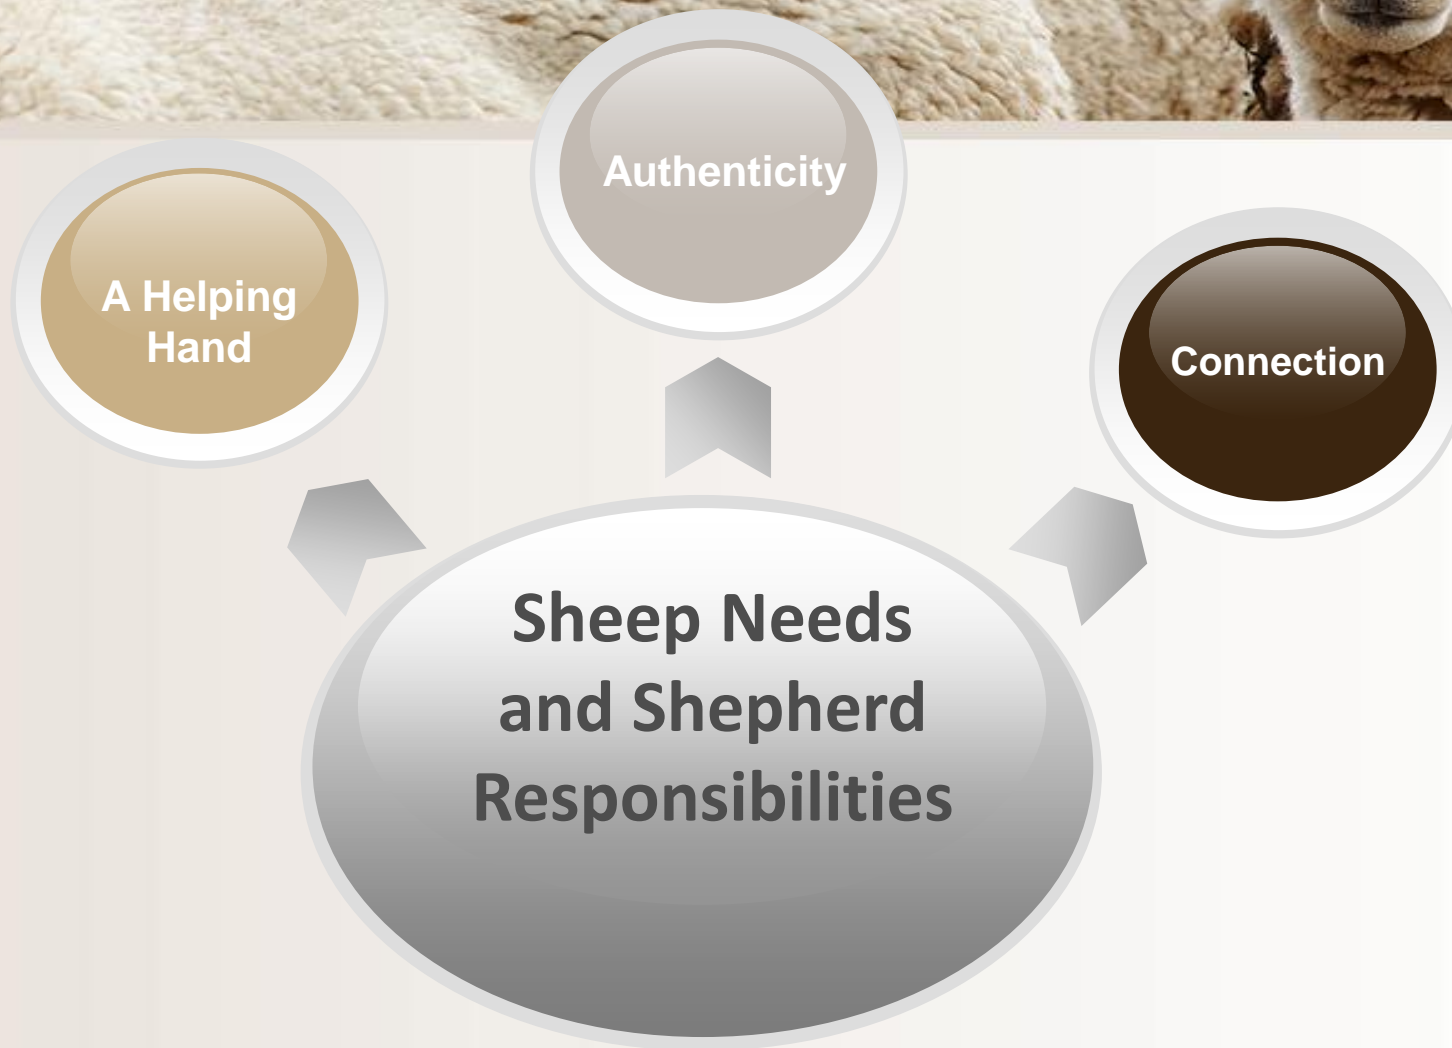 Authenticity
A Helping
Hand
Connection
Sheep Needs
and Shepherd
Responsibilities